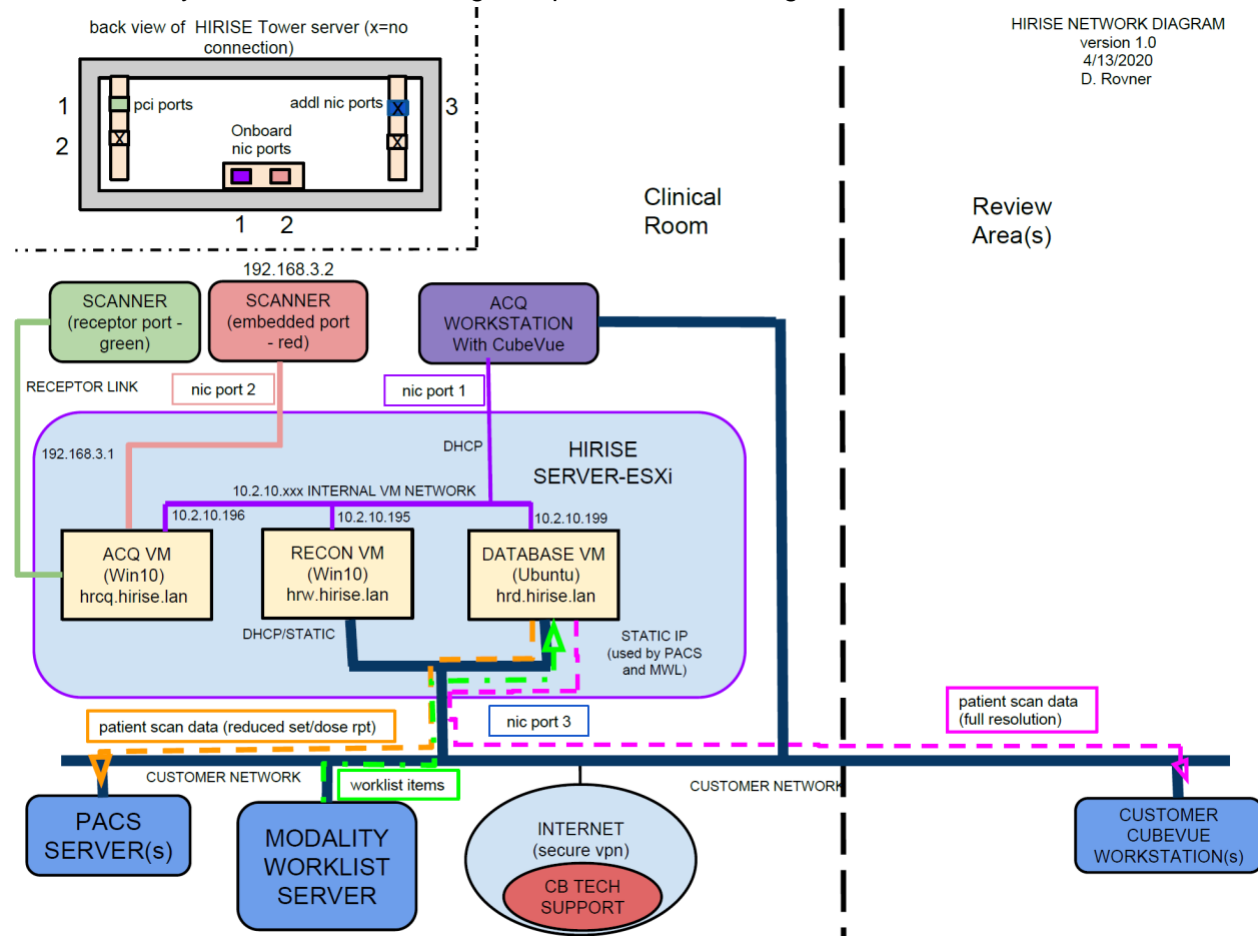 back view of HIRISE Tower server (x=no
connection)
1
pci ports
addl nic ports
X
3
2
X
X
Onboard
nic ports
1
2
HIRISE NETWORK DIAGRAM
version 1.0
4/13/2020
D. Rovner
Clinical
Room
Review
Area(s)
192.168.3.2
SCANNER
(receptor port -
green)
SCANNER
(embedded port
- red)
ACQ
WORKSTATION
With CubeVue
RECEPTOR LINK
nic port 2
nic port 1
192.168.3.1
DHCP
HIRISE
SERVER-ESXi
10.2.10.xxx INTERNAL VM NETWORK
10.2.10.196
10.2.10.195
10.2.10.199
ACQ VM
(Win10)
hrcq.hirise.lan
RECON VM
(Win10)
hrw.hirise.lan
DATABASE VM
(Ubuntu)
hrd.hirise.lan
DHCP/STATIC
STATIC IP
(used by PACS
and MWL)
patient scan data (reduced set/dose rpt)
nic port 3
patient scan data
(full resolution)
CUSTOMER NETWORK
worklist items
CUSTOMER NETWORK
PACS
SERVER(s)
MODALITY
WORKLIST
SERVER
INTERNET
(secure vpn)
CB TECH
SUPPORT
CUSTOMER
CUBEVUE
WORKSTATION(s)